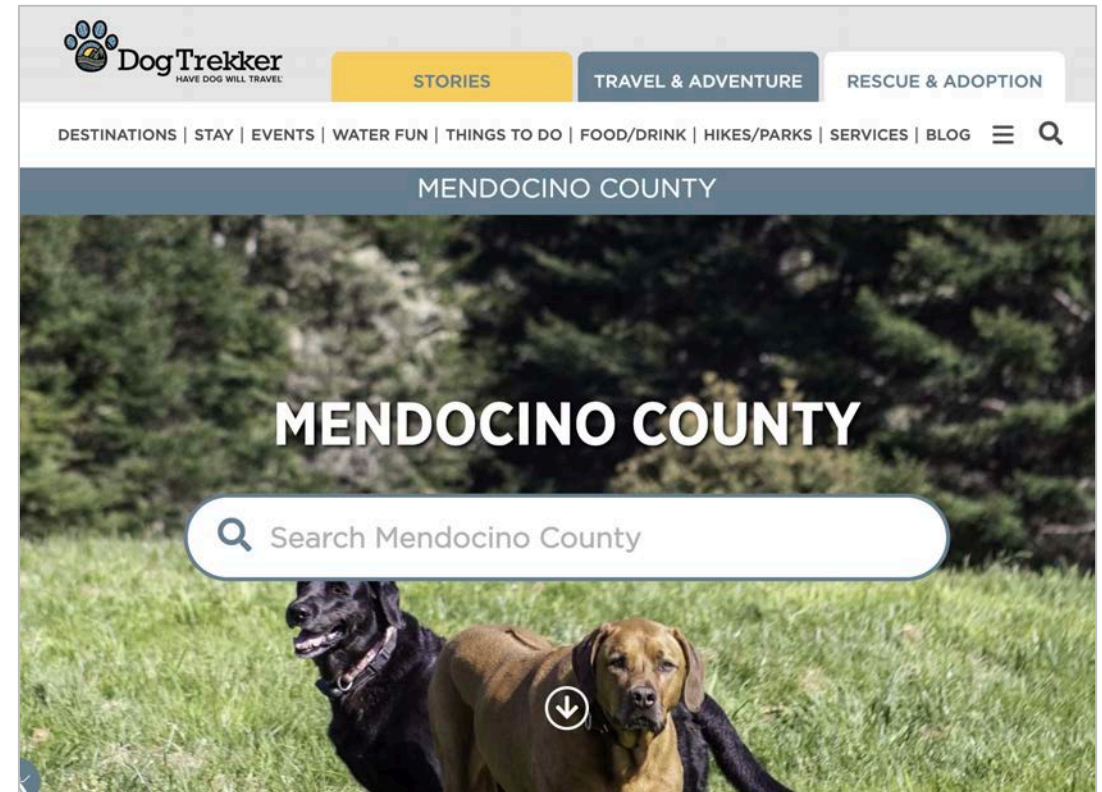 DogTrekker
HAVE DOG WILL TRAVEL
STORIES
TRAVEL & ADVENTURE
RESCUE & ADOPTION
DESTINATIONS | STAY | EVENTS | WATER FUN | THINGS TO DO | FOOD/DRINK | HIKES/PARKS | SERVICES | BLOG
MENDOCINO COUNTY
MENDOCINO COUNTY
Search Mendocino County